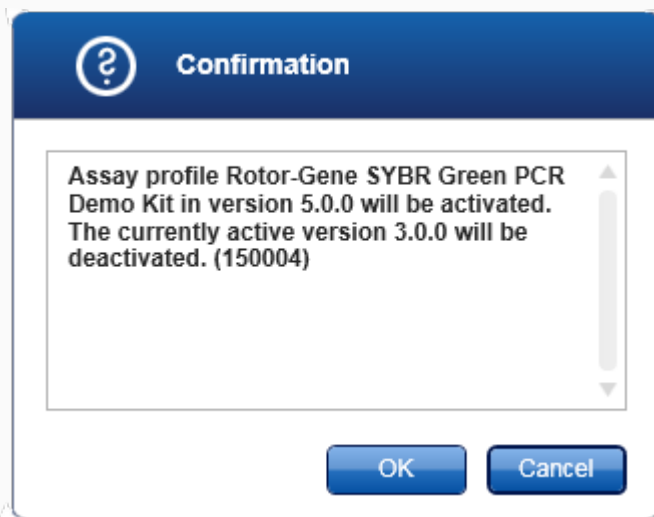 Confirmation
Assay profile Rotor-Gene SYBR Green PCR
Demo Kit in version 5.0.0 will be activated.
The currently active version 3.0.0 will be
deactivated. (150004)
OK
Cancel